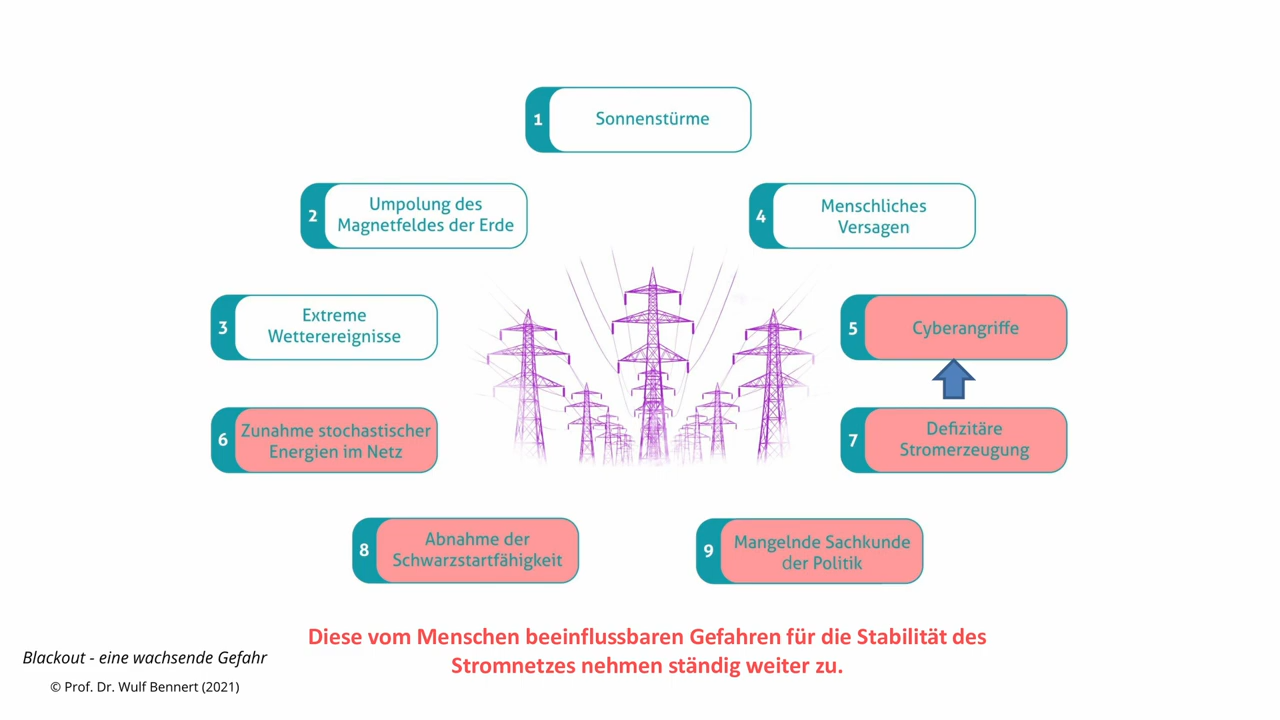 1 Sonnenstürme
2 Umpolung des
Magnetfeldes der Erde
3 Extreme
Wetterereignisse
4 Menschliches
Versagen
5 Cyberangriffe
6 Zunahme stochastischer
Energien im Netz
7 Defizitäre
Stromerzeugung
8 Abnahme der
Schwarzstartfähigkeit
9 Mangelnde Sachkunde
der Politik
Diese vom Menschen beeinflussbaren Gefahren für die Stabilität des
Stromnetzes nehmen ständig weiter zu.
Blackout - eine wachsende Gefahr
© Prof. Dr. Wulf Bennert (2021)